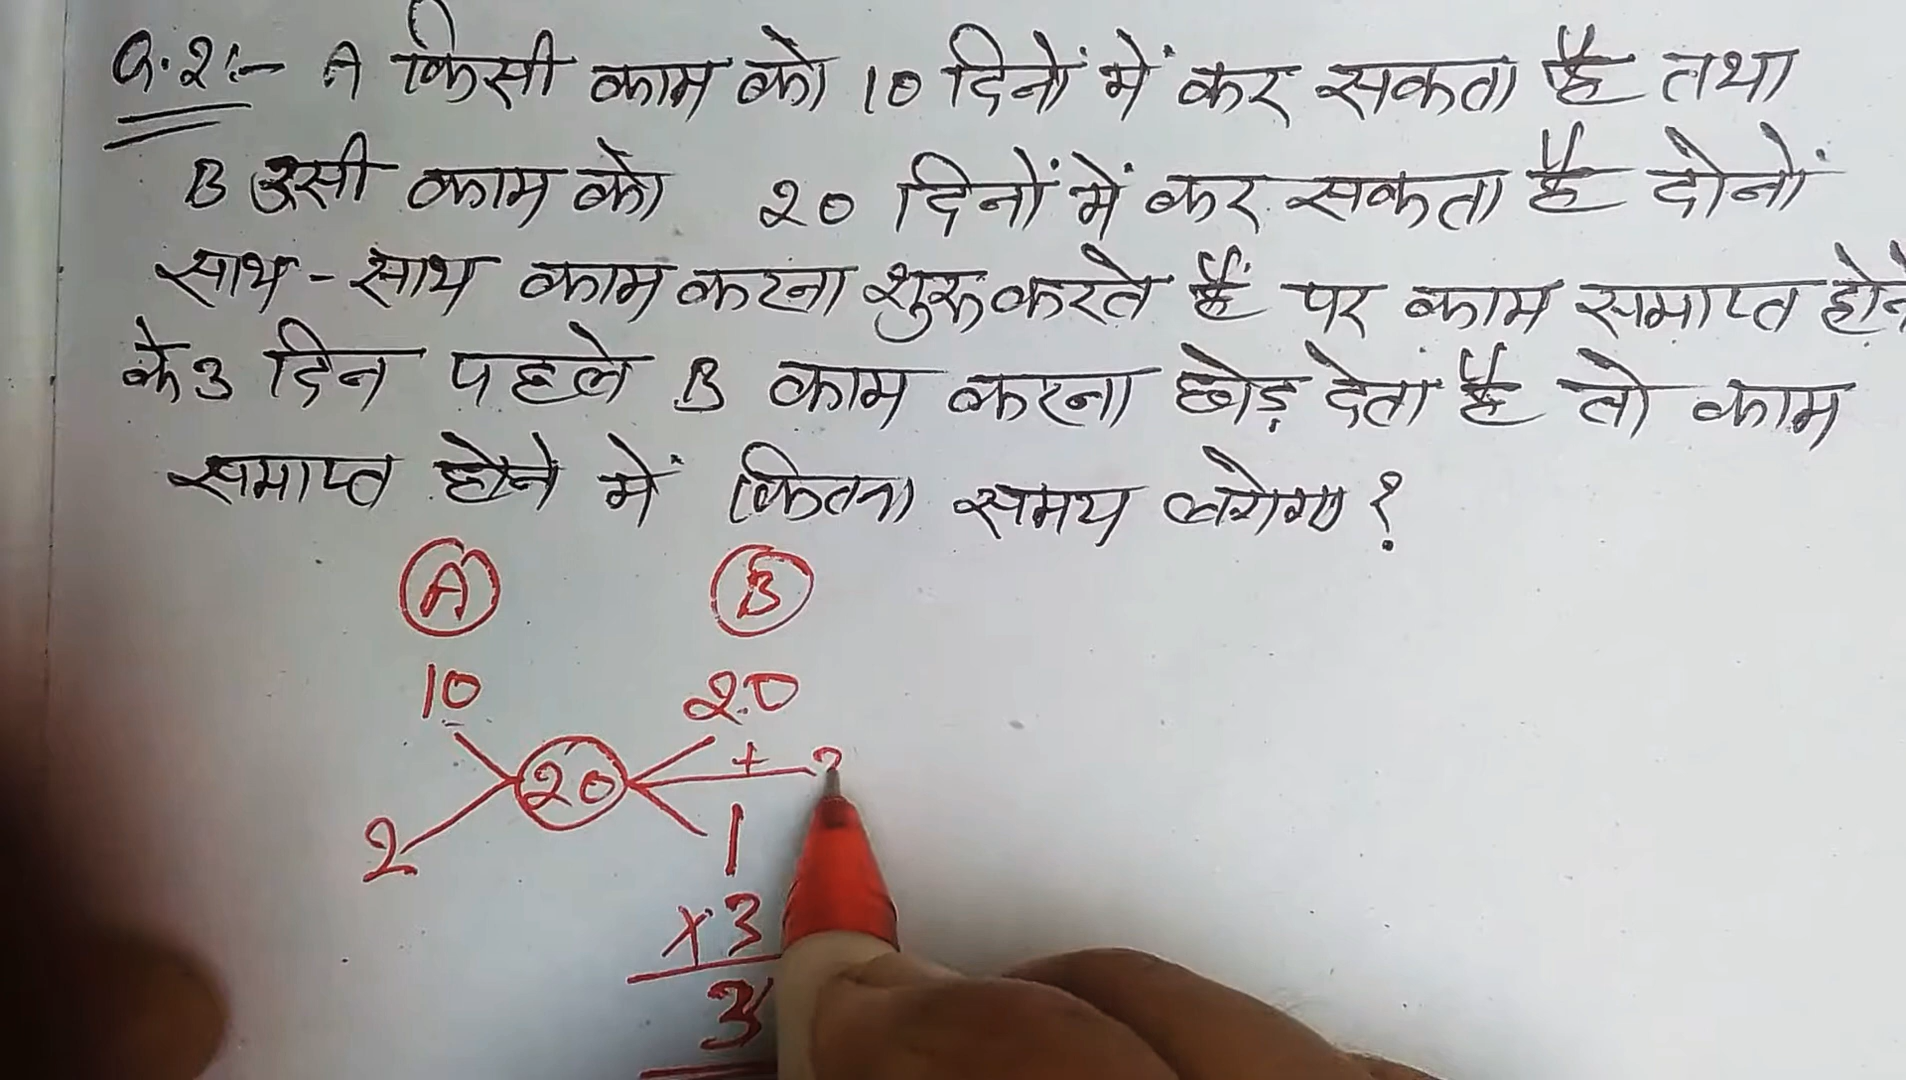 Q.2:- A किसी काम को 10 दिनों में कर सकता है तथा
B उसी काम को 20 दिनों में कर सकता है दोनों
साथ-साथ काम करना शुरू करते हैं पर काम समाप्त होने
के 3 दिन पहले B काम करना छोड़ देता है तो काम
समाप्त होने में कितना समय लगेगा?
A B
10 20
20 + 3
2 1
x3
3